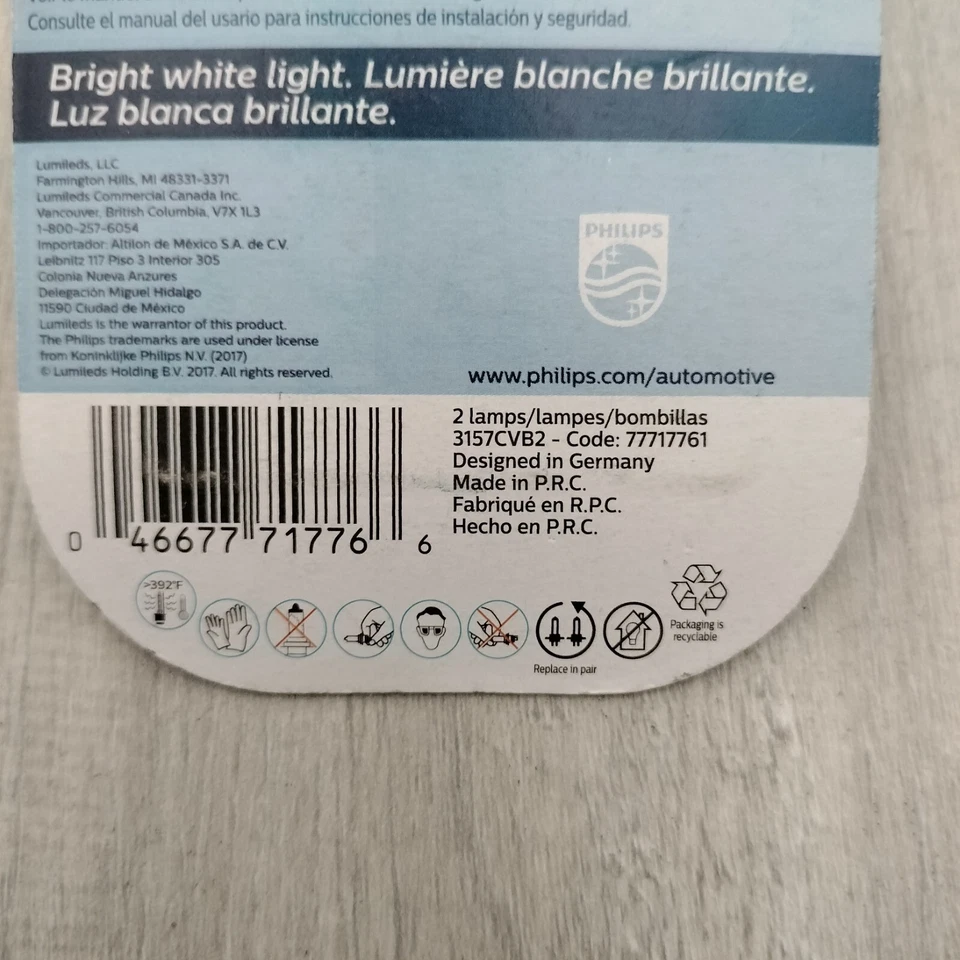 Consulte el manual del usario para instrucciones de instalación y seguridad.
Bright white light. Lumière blanche brillante.
Luz blanca brillante.
Lumileds, LLC
Farmington Hills, MI 48331-3371
Lumileds Commercial Canada Inc.
Vancouver, British Columbia, V7X 1L3
1-800-257-6054
Importador: Altilon de México S.A. de C.V.
Leibnitz 117 Piso 3 Interior 305
Colonia Nueva Anzures
Delegación Miguel Hidalgo
11590 Ciudad de México
Lumileds is the warrantor of this product.
The Philips trademarks are used under license
from Koninklijke Philips N.V. (2017)
© Lumileds Holding B.V. 2017. All rights reserved.
PHILIPS
www.philips.com/automotive
2 lamps/lampes/bombillas
3157CVB2 - Code: 77717761
Designed in Germany
Made in P.R.C.
Fabriqué en R.P.C.
Hecho en P.R.C.
0 46677 71776 6
>392°F
Replace in pair
Packaging is
recyclable